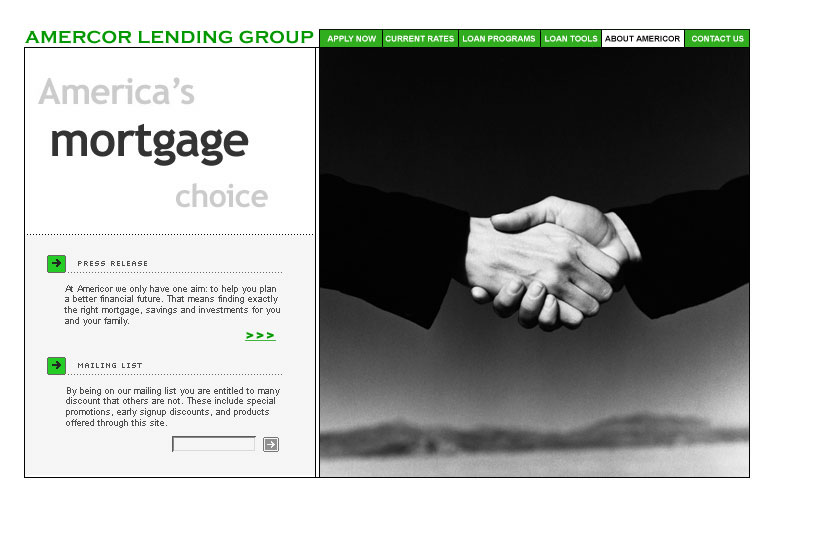 AMERCOR LENDING GROUP
APPLY NOW
CURRENT RATES
LOAN PROGRAMS
LOAN TOOLS
ABOUT AMERICOR
CONTACT US
America's
mortgage
choice
PRESS RELEASE
At Americor we only have one aim: to help you plan
a better financial future. That means finding exactly
the right mortgage, savings and investments for you
and your family.
>>>
MAILING LIST
By being on our mailing list you are entitled to many
discount that others are not. These include special
promotions, early signup discounts, and products
offered through this site.